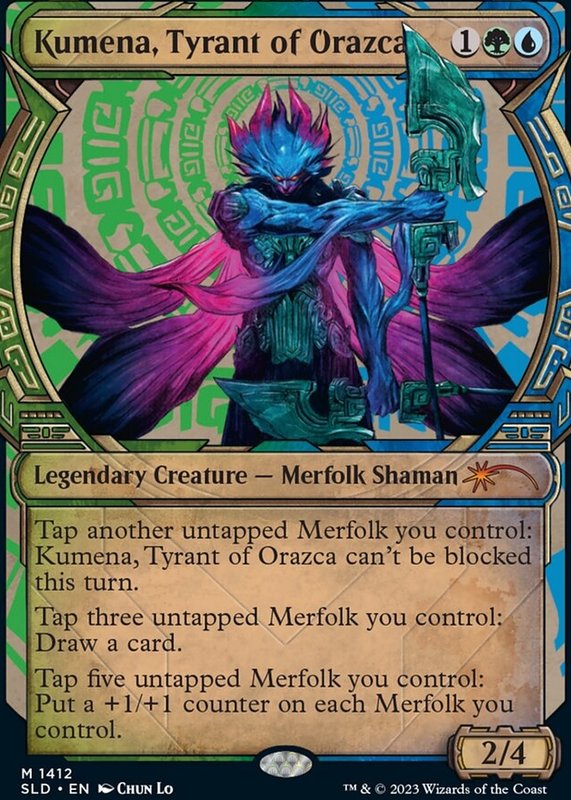 Kumena, Tyrant of Orazca 1
Legendary Creature — Merfolk Shaman
Tap another untapped Merfolk you control:
Kumena, Tyrant of Orazca can't be blocked
this turn.
Tap three untapped Merfolk you control:
Draw a card.
Tap five untapped Merfolk you control:
Put a +1/+1 counter on each Merfolk you
control.
2/4
M 1412
SLD • EN Chun Lo
™ & © 2023 Wizards of the Coast